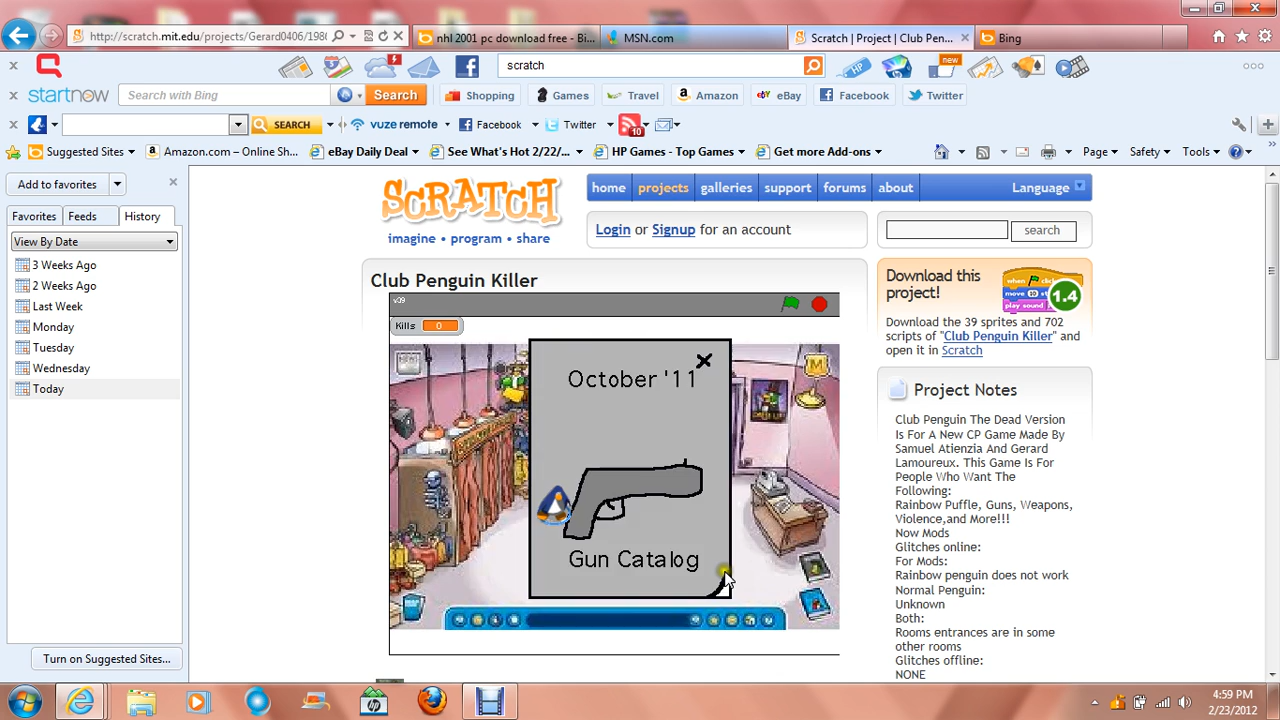 http://scratch.mit.edu/projects/Gerard0406/198
nhl 2001 pc download free - Bi...
MSN.com
Scratch | Project | Club Pen...
Bing
scratch
new
startnow
Search with Bing
Search
Shopping
Games
Travel
Amazon
eBay
Facebook
Twitter
SEARCH
vuze remote
Facebook
Twitter
10
Suggested Sites
Amazon.com – Online Sh...
eBay Daily Deal
See What's Hot 2/22/...
HP Games - Top Games
Get more Add-ons
Page
Safety
Tools
Add to favorites
Favorites
Feeds
History
View By Date
3 Weeks Ago
2 Weeks Ago
Last Week
Monday
Tuesday
Wednesday
Today
Turn on Suggested Sites...
SCRATCH
imagine • program • share
home
projects
galleries
support
forums
about
Language
Login or Signup for an account
search
Club Penguin Killer
v09
Kills
0
October '11
Gun Catalog
M
Download this
project!
when clicked
move 10 st
play sound
1.4
Download the 39 sprites and 702
scripts of "Club Penguin Killer" and
open it in Scratch
Project Notes
Club Penguin The Dead Version
Is For A New CP Game Made By
Samuel Atienzia And Gerard
Lamoureux. This Game Is For
People Who Want The
Following:
Rainbow Puffle, Guns, Weapons,
Violence,and More!!!
Now Mods
Glitches online:
For Mods:
Rainbow penguin does not work
Normal Penguin:
Unknown
Both:
Rooms entrances are in some
other rooms
Glitches offline:
NONE
4:59 PM
2/23/2012